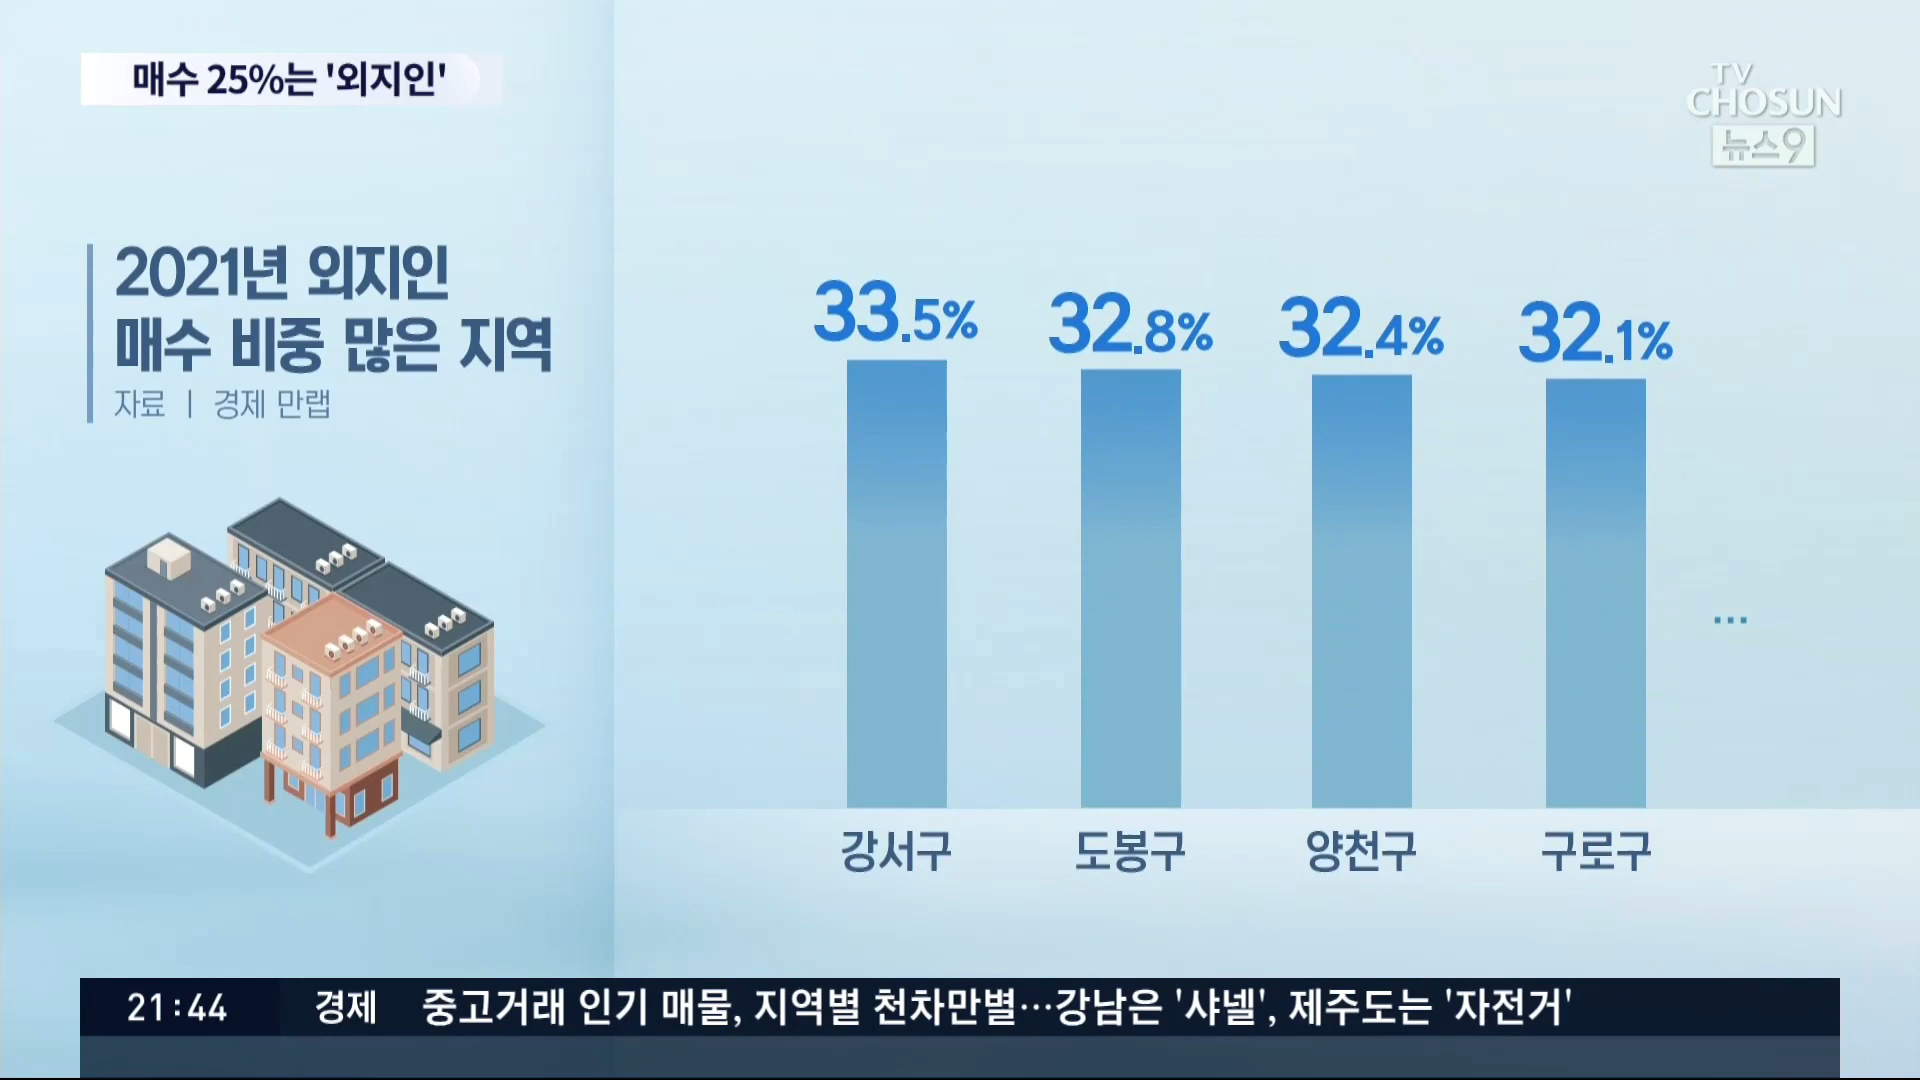 매수 25%는 '외지인'
TV
CHOSUN
뉴스9
2021년 외지인
매수 비중 많은 지역
자료 | 경제 만랩
33.5% 32.8% 32.4% 32.1%
...
강서구 도봉구 양천구 구로구
21:44 경제 중고거래 인기 매물, 지역별 천차만별…강남은 '샤넬', 제주도는 '자전거'